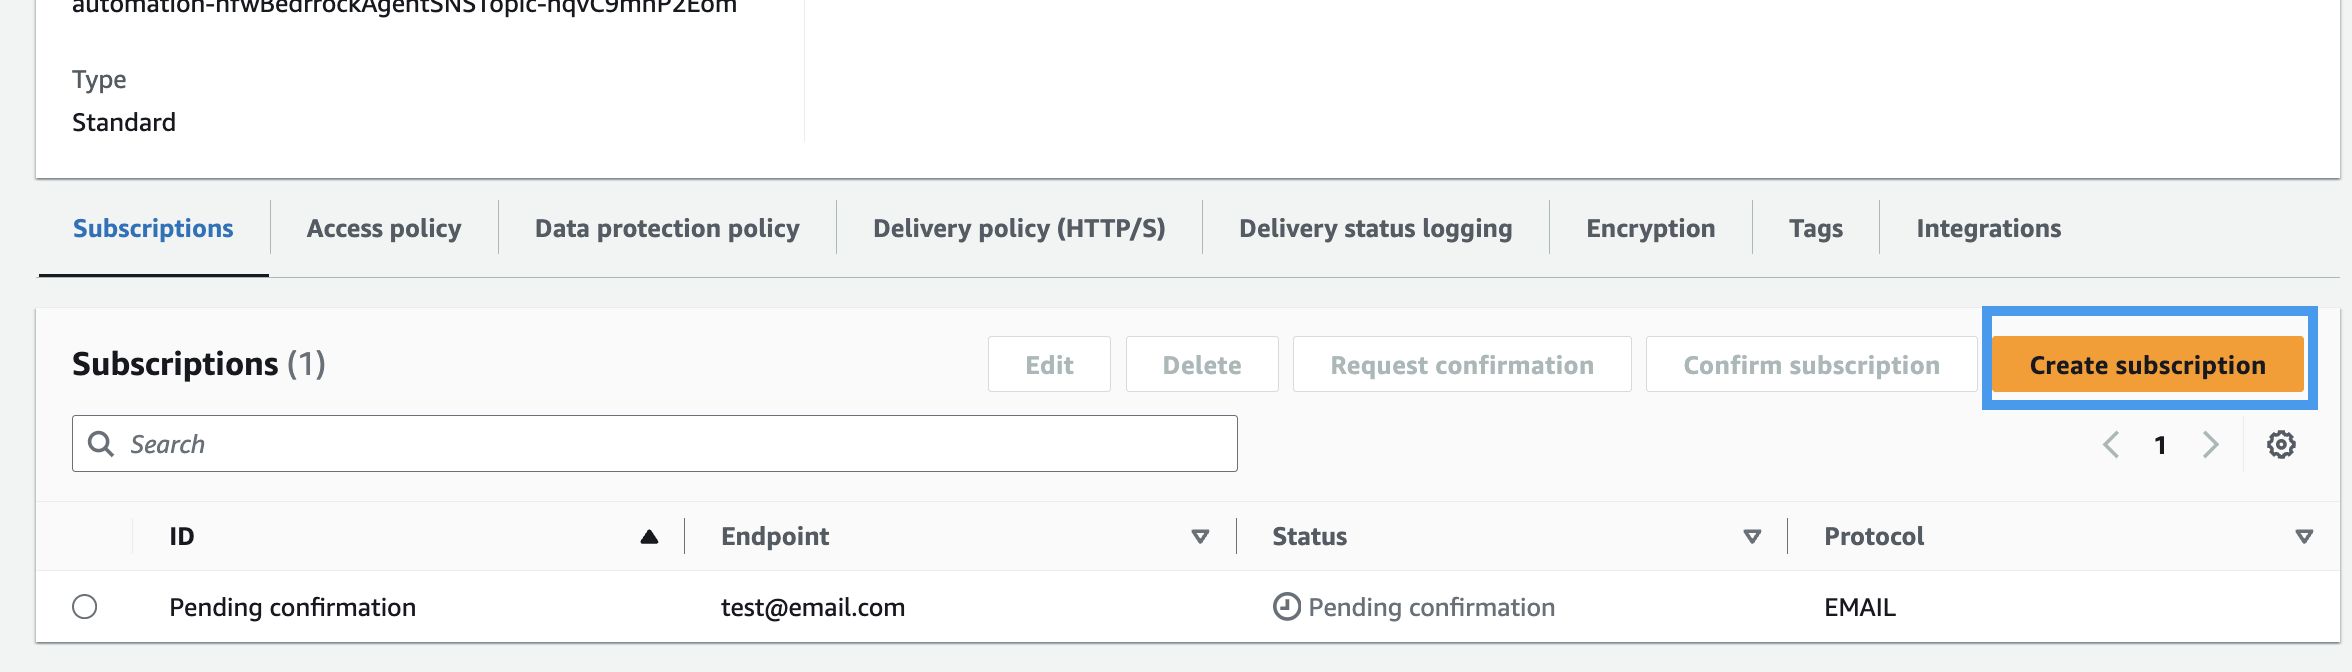 automation-nfwBedrrockAgentSNSTopic-hqvC9mnP2Eom
Type
Standard
Subscriptions
Access policy
Data protection policy
Delivery policy (HTTP/S)
Delivery status logging
Encryption
Tags
Integrations
Subscriptions (1)
Edit
Delete
Request confirmation
Confirm subscription
Create subscription
Search
1
ID
Endpoint
Status
Protocol
Pending confirmation
test@email.com
Pending confirmation
EMAIL